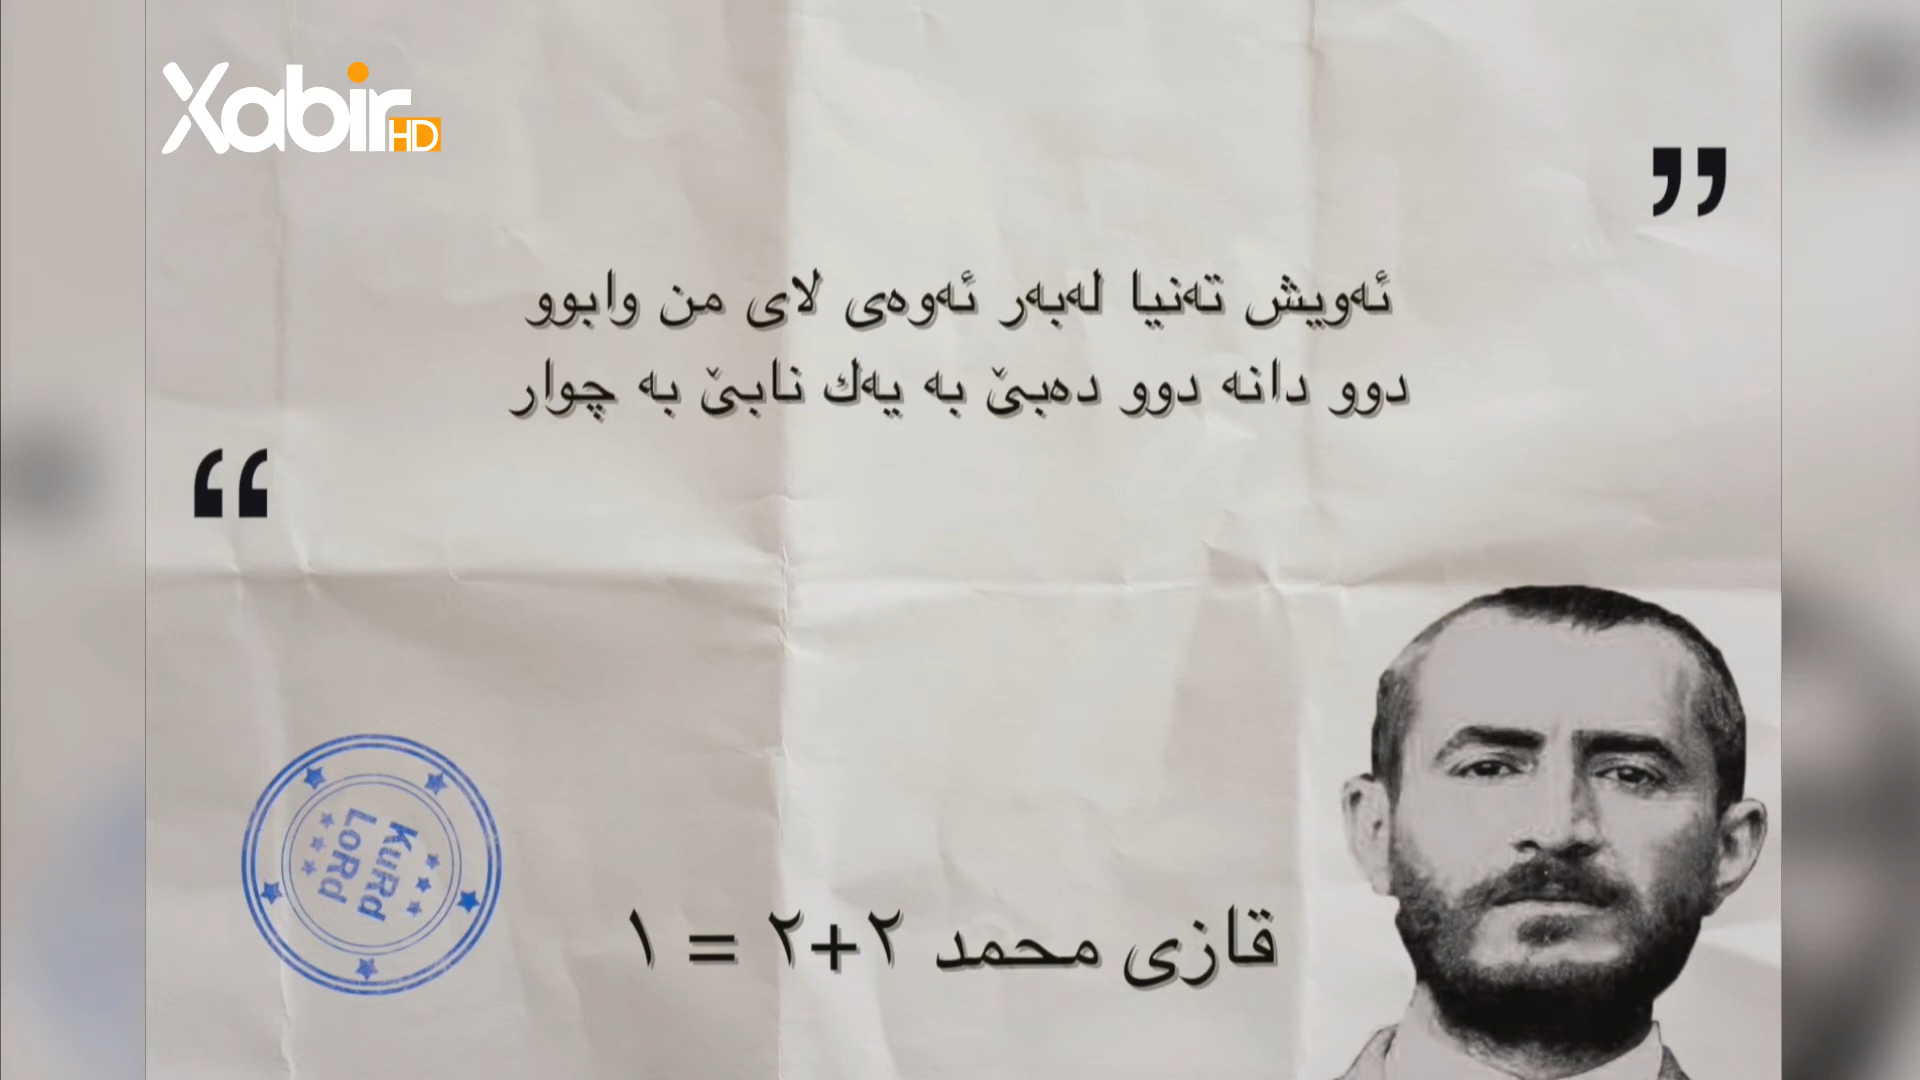 Xabir HD
ئەویش تەنیا لەبەر ئەوەی لای من وابوو
دوو دانە دوو دەبێ بە یەك نابێ بە چوار
KuRd
LoRd
قازی محمد ٢+٢ = ١